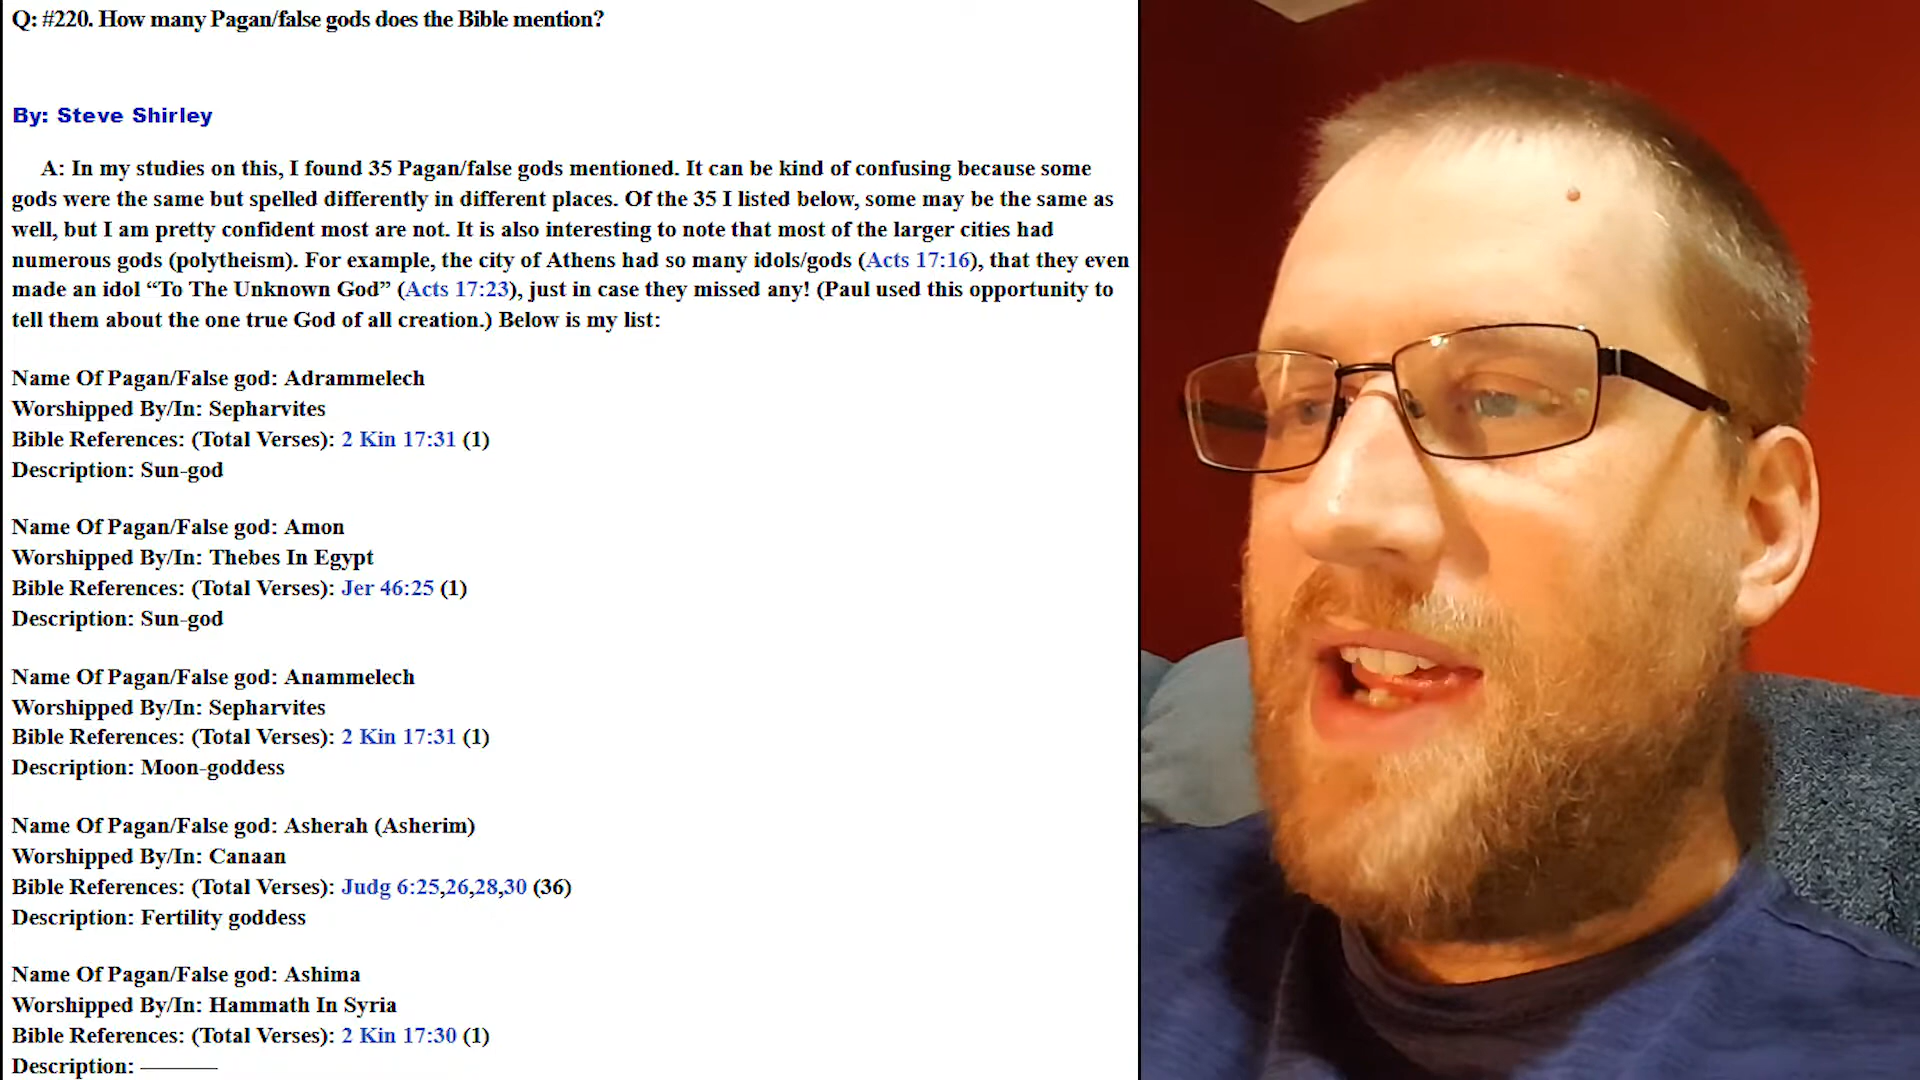 Q: #220. How many Pagan/false gods does the Bible mention?
By: Steve Shirley
A: In my studies on this, I found 35 Pagan/false gods mentioned. It can be kind of confusing because some
gods were the same but spelled differently in different places. Of the 35 I listed below, some may be the same as
well, but I am pretty confident most are not. It is also interesting to note that most of the larger cities had
numerous gods (polytheism). For example, the city of Athens had so many idols/gods (Acts 17:16), that they even
made an idol “To The Unknown God” (Acts 17:23), just in case they missed any! (Paul used this opportunity to
tell them about the one true God of all creation.) Below is my list:
Name Of Pagan/False god: Adrammelech
Worshipped By/In: Sepharvites
Bible References: (Total Verses): 2 Kin 17:31 (1)
Description: Sun-god
Name Of Pagan/False god: Amon
Worshipped By/In: Thebes In Egypt
Bible References: (Total Verses): Jer 46:25 (1)
Description: Sun-god
Name Of Pagan/False god: Anammelech
Worshipped By/In: Sepharvites
Bible References: (Total Verses): 2 Kin 17:31 (1)
Description: Moon-goddess
Name Of Pagan/False god: Asherah (Asherim)
Worshipped By/In: Canaan
Bible References: (Total Verses): Judg 6:25,26,28,30 (36)
Description: Fertility goddess
Name Of Pagan/False god: Ashima
Worshipped By/In: Hammath In Syria
Bible References: (Total Verses): 2 Kin 17:30 (1)
Description: ———